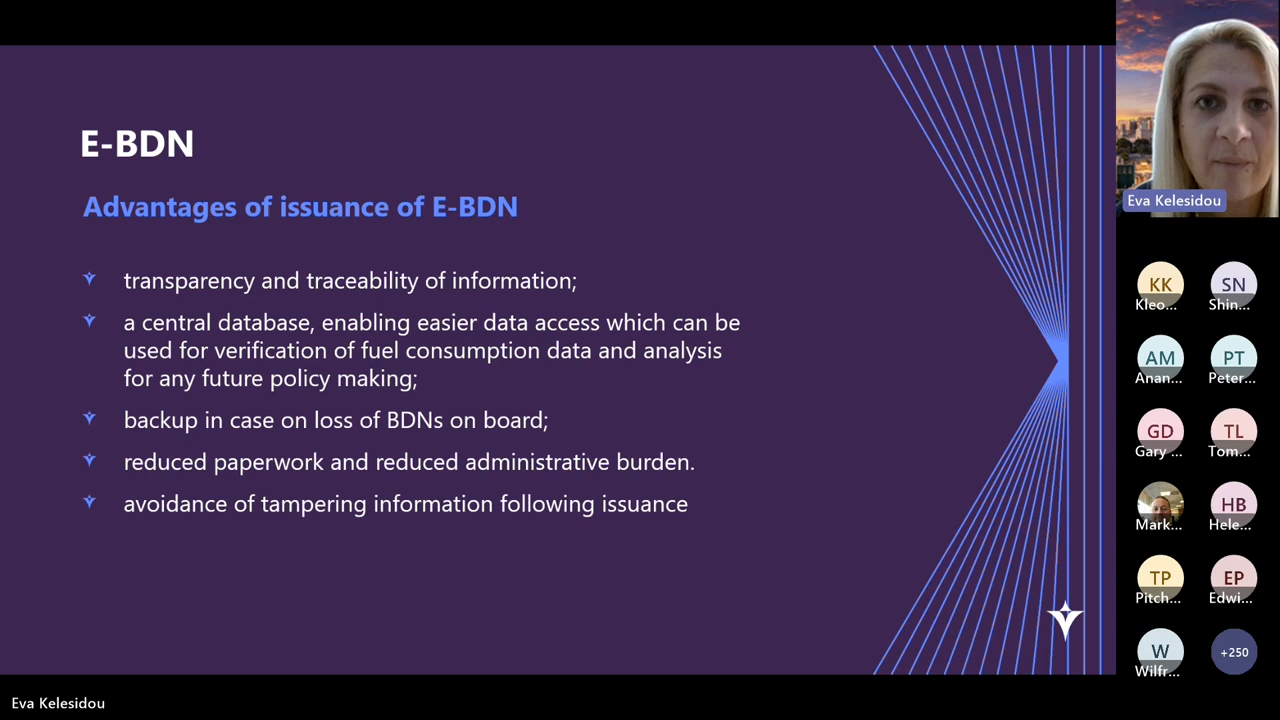 E-BDN
Advantages of issuance of E-BDN
transparency and traceability of information;
a central database, enabling easier data access which can be
used for verification of fuel consumption data and analysis
for any future policy making;
backup in case on loss of BDNs on board;
reduced paperwork and reduced administrative burden.
avoidance of tampering information following issuance
Eva Kelesidou
KK
Kleo...
SN
Shin...
AM
Anan...
PT
Peter...
GD
Gary ...
TL
Tom...
Mark...
HB
Hele...
TP
Pitch...
EP
Edwi...
W
Wilfr...
+250
Eva Kelesidou